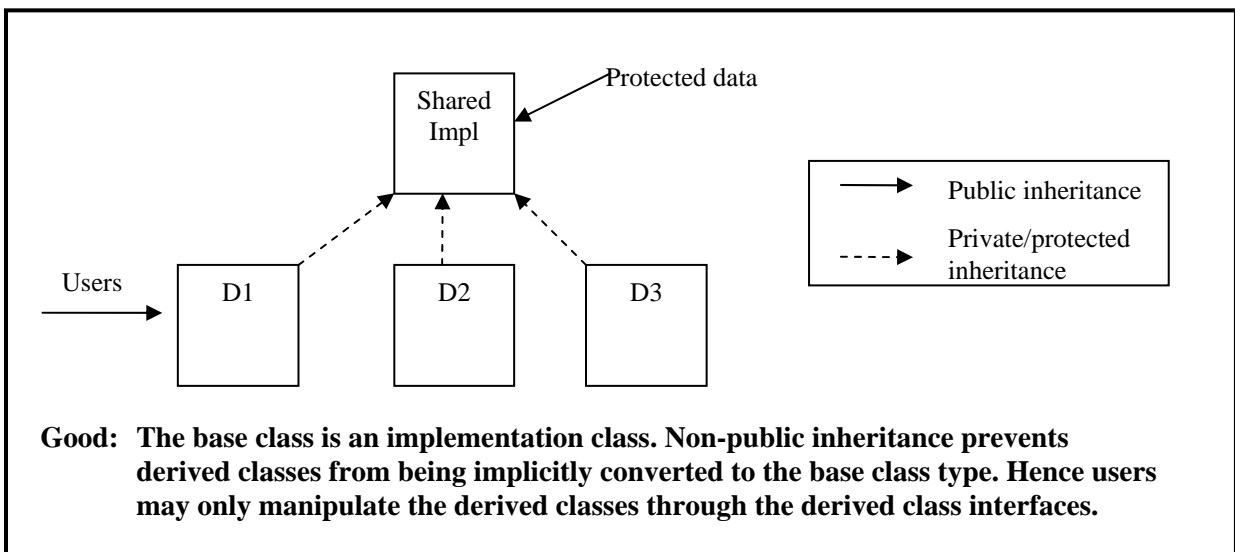 Protected data
Shared
Impl
Public inheritance
Private/protected
inheritance
Users
D1
D2
D3
Good: The base class is an implementation class. Non-public inheritance prevents
derived classes from being implicitly converted to the base class type. Hence users
may only manipulate the derived classes through the derived class interfaces.